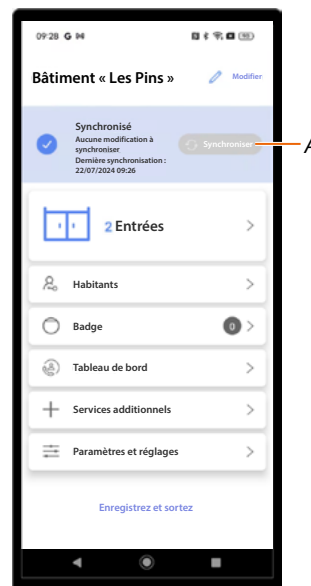 09:28 G
Bâtiment « Les Pins »
Modifier
Synchronisé
Aucune modification à
synchroniser
Dernière synchronisation :
22/07/2024 09:26
Synchroniser
A
2 Entrées
Habitants
Badge
0
Tableau de bord
Services additionnels
Paramètres et réglages
Enregistrez et sortez